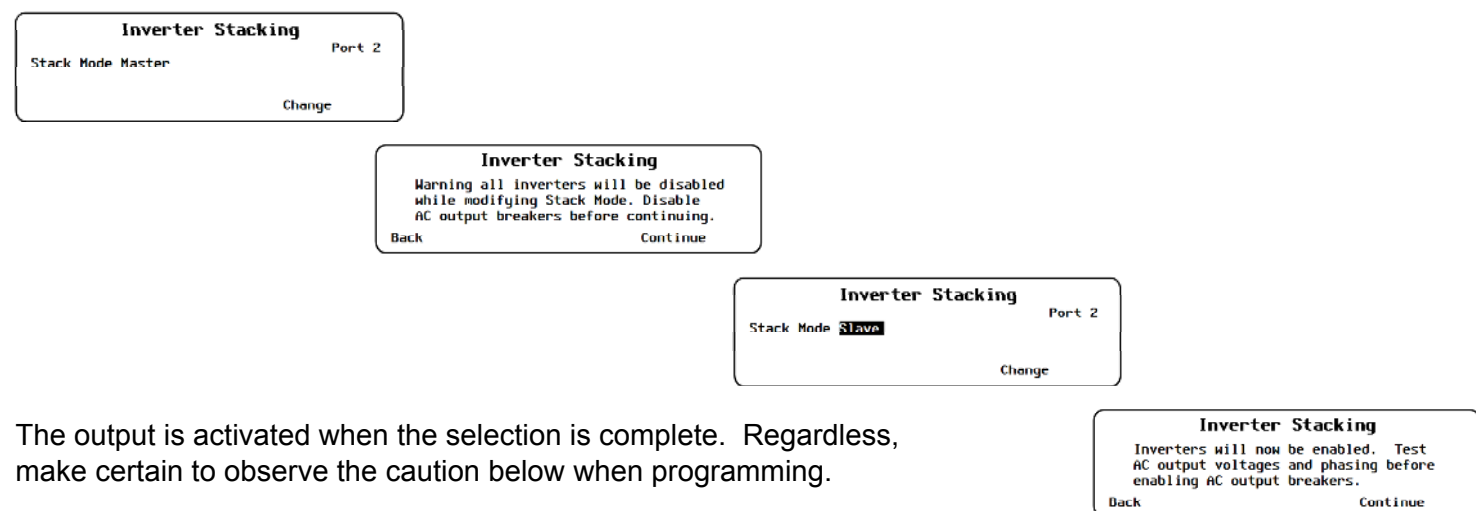 Inverter Stacking
Port 2
Stack Mode Master
Change
Inverter Stacking
Warning all inverters will be disabled
while modifying Stack Mode. Disable
AC output breakers before continuing.
Back Continue
Inverter Stacking
Port 2
Stack Mode Slave
Change
The output is activated when the selection is complete. Regardless,
make certain to observe the caution below when programming.
Inverter Stacking
Inverters will now be enabled. Test
AC output voltages and phasing before
enabling AC output breakers.
Back Continue